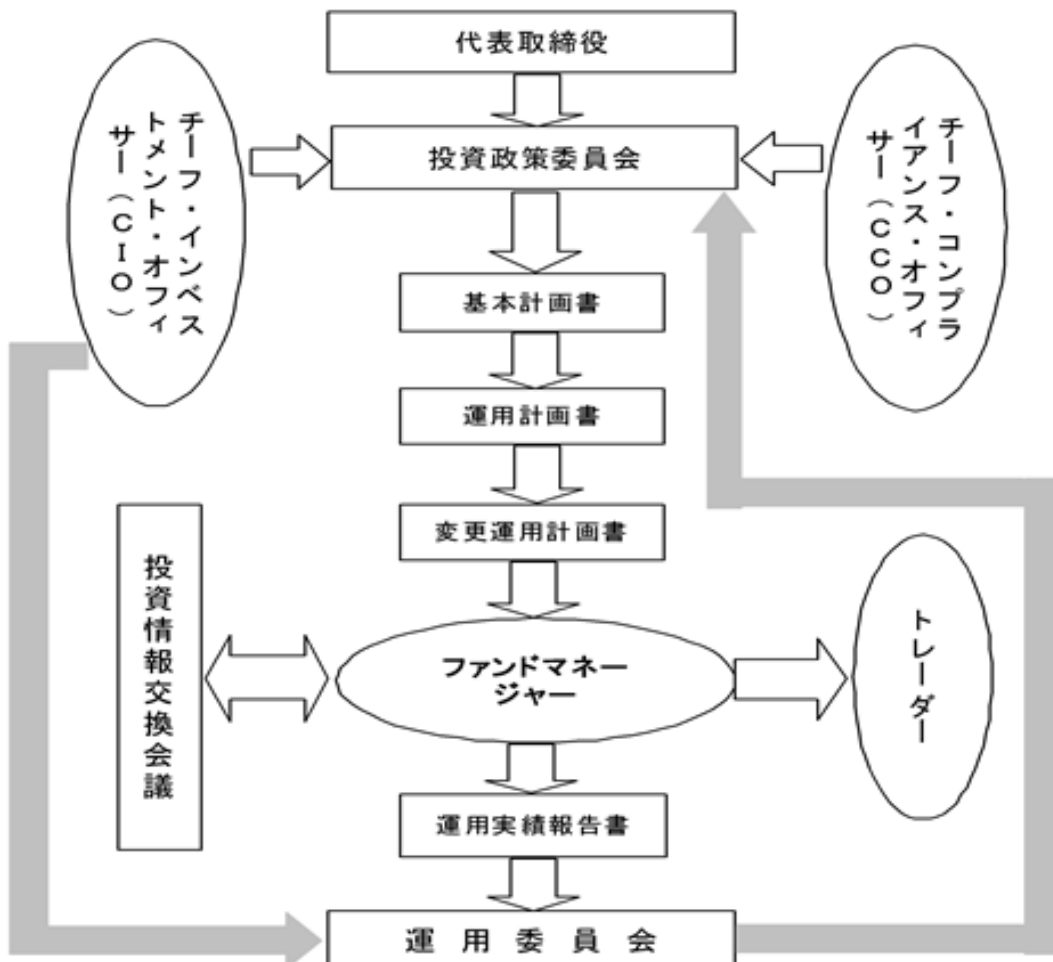 代表取締役
チーフ・インベス
トメント・オフィ
サー（ＣＩＯ）
投資政策委員会
チーフ・コンプラ
イアンス・オフィ
サー（ＣＣＯ）
基本計画書
運用計画書
変更運用計画書
投資情報交換会議
ファンドマネー
ジャー
トレーダー
運用実績報告書
運用委員会